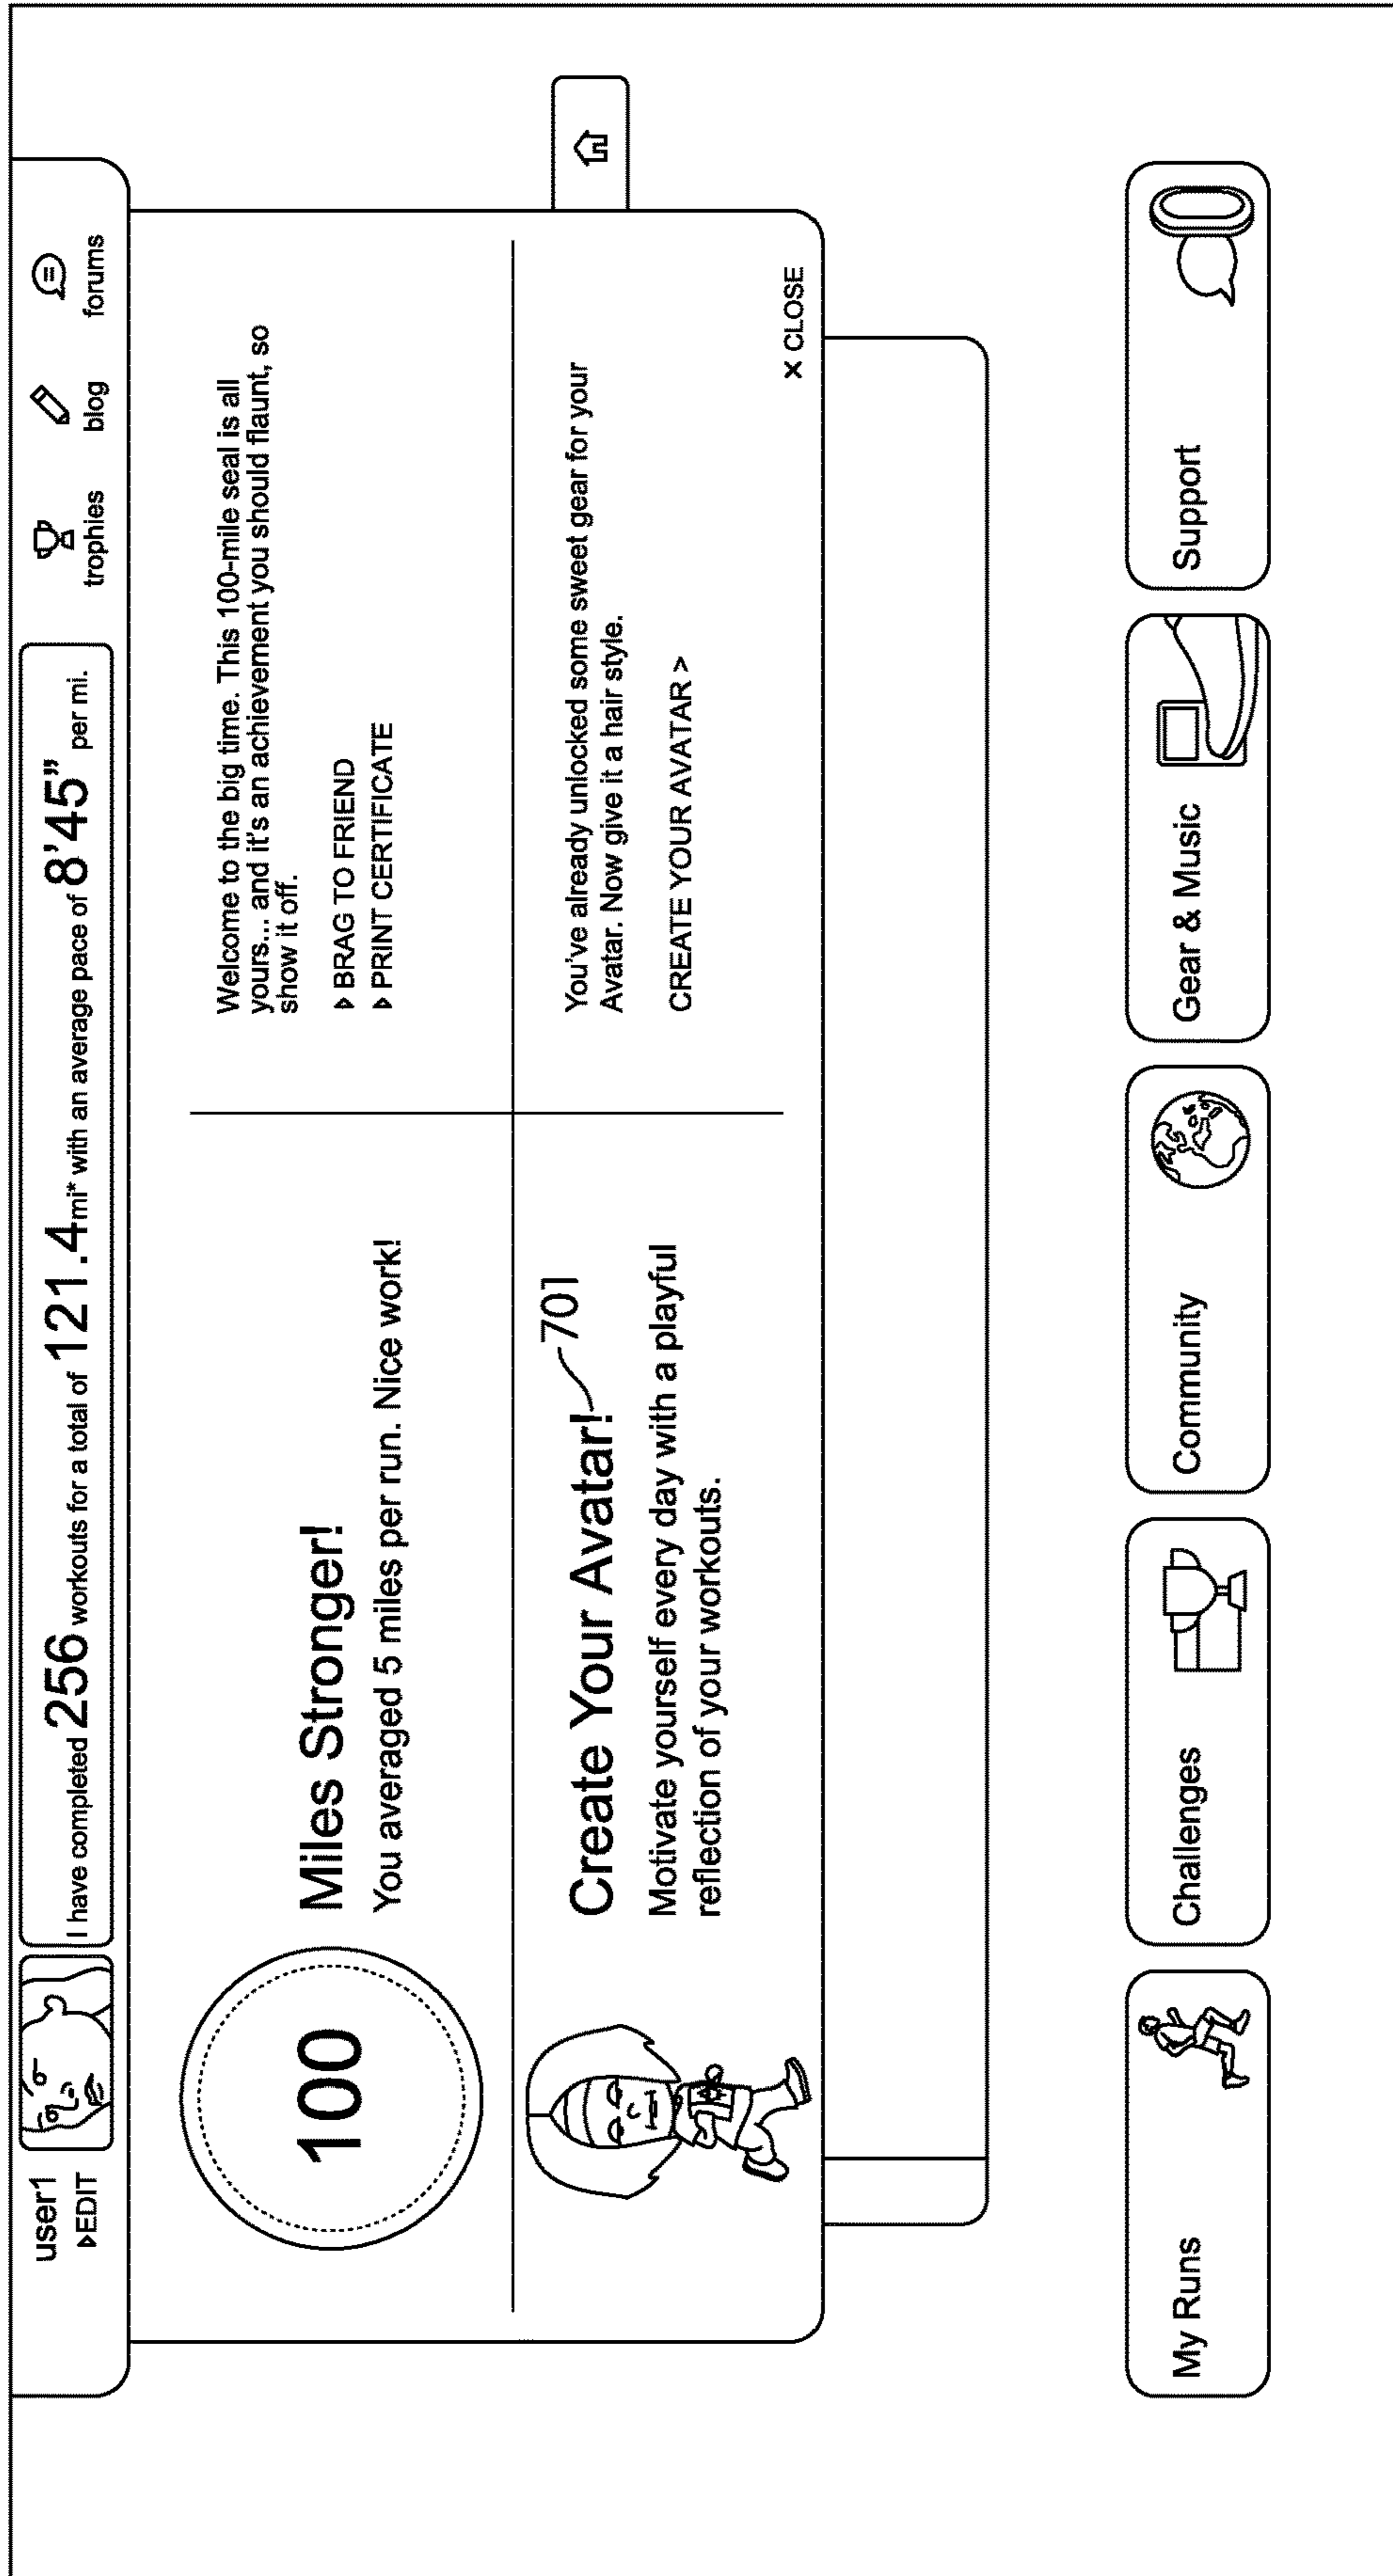 user1
▹EDIT
I have completed 256 workouts for a total of 121.4 mi* with an average pace of 8’45” per mi.
trophies
blog
forums
100
Miles Stronger!
You averaged 5 miles per run. Nice work!
Welcome to the big time. This 100-mile seal is all
yours... and it's an achievement you should flaunt, so
show it off.
▹ BRAG TO FRIEND
▹ PRINT CERTIFICATE
Create Your Avatar!
701
Motivate yourself every day with a playful
reflection of your workouts.
You've already unlocked some sweet gear for your
Avatar. Now give it a hair style.
CREATE YOUR AVATAR >
X CLOSE
My Runs
Challenges
Community
Gear & Music
Support